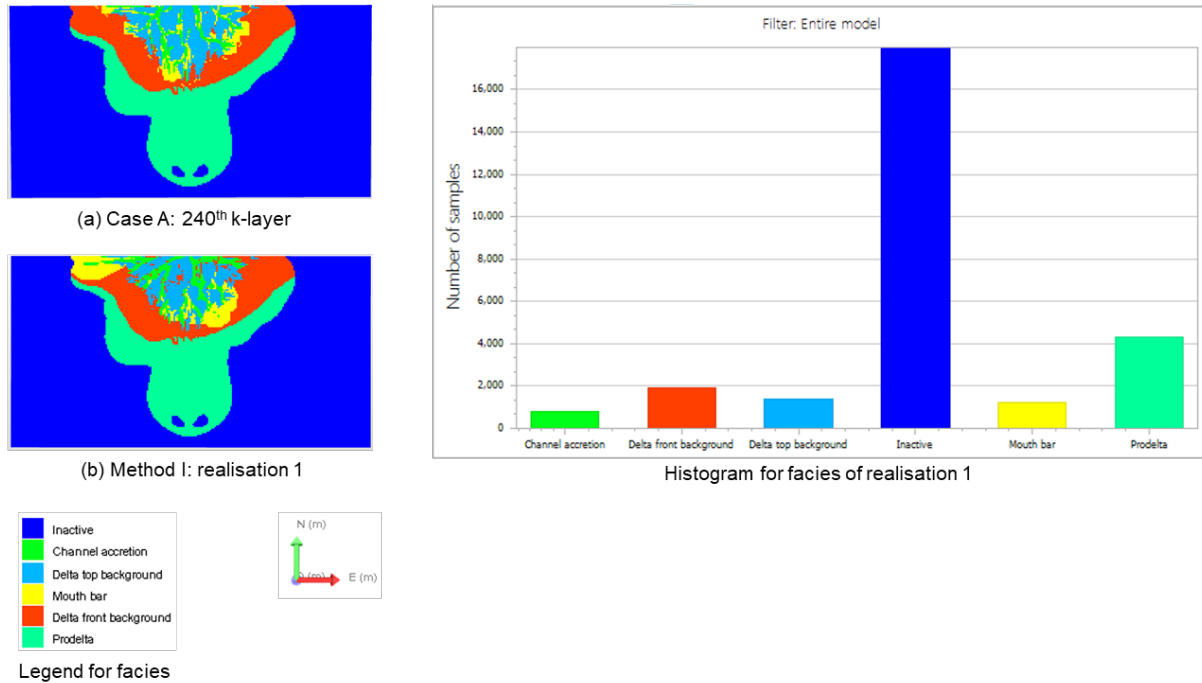 (a) Case A: 240th k-layer
(b) Method I: realisation 1
Inactive
Channel accretion
Delta top background
Mouth bar
Delta front background
Prodelta
Legend for facies
N (m)
E (m)
Filter: Entire model
Number of samples
16,000
14,000
12,000
10,000
8,000
6,000
4,000
2,000
0
Channel accretion Delta front background Delta top background Inactive Mouth bar Prodelta
Histogram for facies of realisation 1